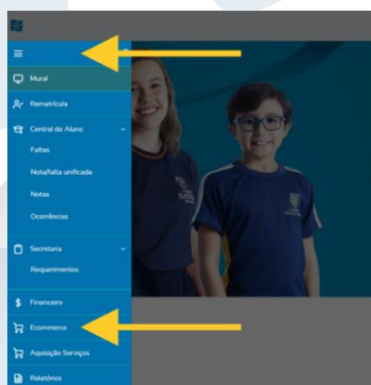 Mural
Rematrícula
Central do Aluno
Faltas
Nota/falta unificada
Notas
Ocorrências
Secretaria
Requerimentos
Financeiro
Ecommerce
Aquisição Serviços
Relatórios